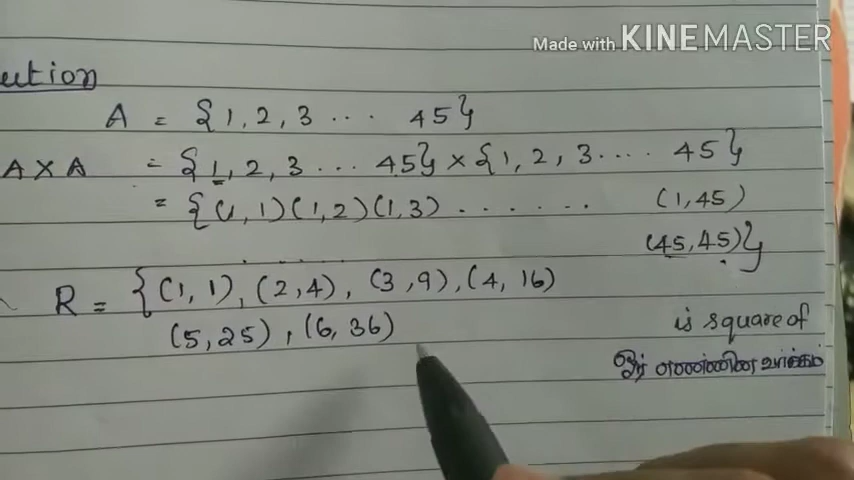 Made with KINEMASTER
ution
A = {1, 2, 3 ... 45}
A X A = {1, 2, 3 ... 45} × {1, 2, 3 .... 45}
= {(1, 1) (1, 2) (1, 3) ....... (1, 45)
..... (45, 45)}
R = {(1, 1), (2, 4), (3, 9), (4, 16)
(5, 25), (6, 36)
is square of
ஓர் எண்ணின் வர்க்கம்